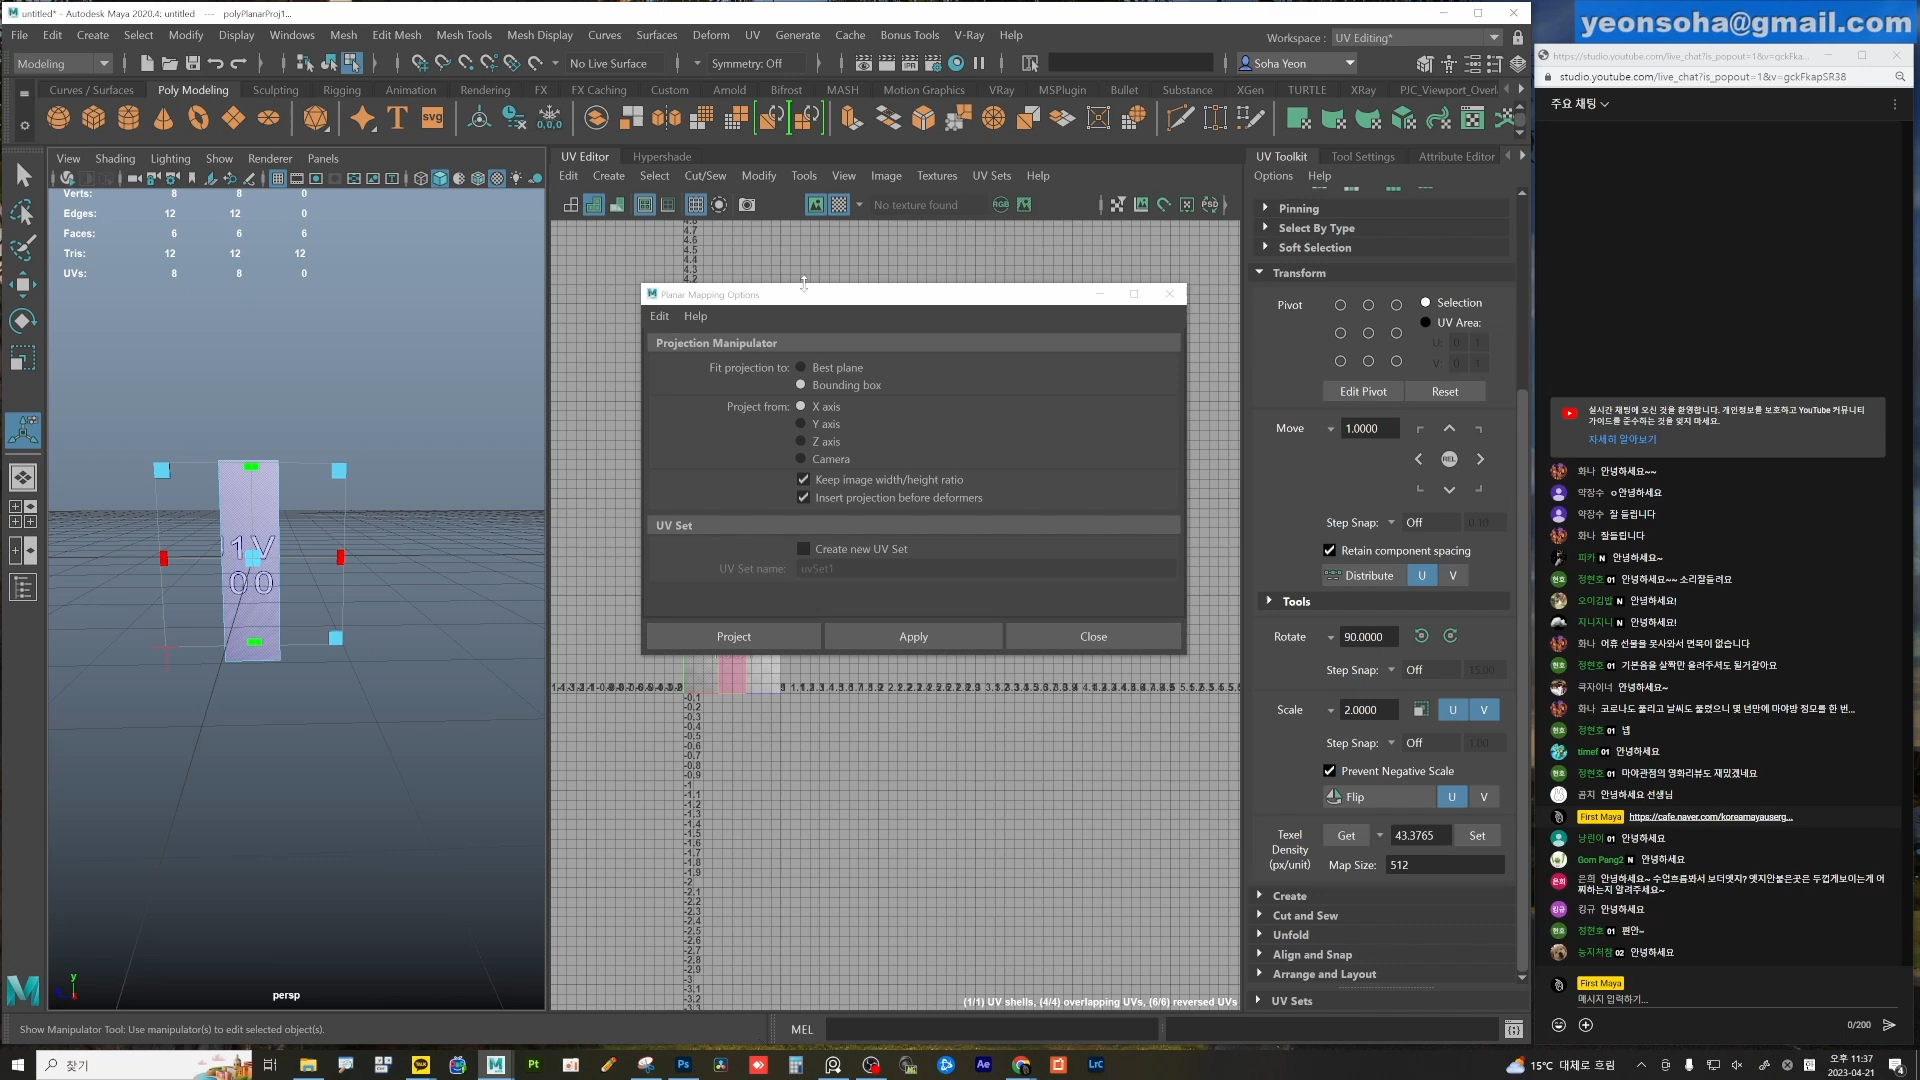 untitled* - Autodesk Maya 2020.4: untitled --- polyPlanarProj1...
File Edit Create Select Modify Display Windows Mesh Edit Mesh Mesh Tools Mesh Display Curves Surfaces Deform UV Generate Cache Bonus Tools V-Ray Help
Workspace : UV Editing*
Modeling No Live Surface Symmetry: Off Soha Yeon
Curves / Surfaces Poly Modeling Sculpting Rigging Animation Rendering FX FX Caching Custom Arnold Bifrost MASH Motion Graphics VRay MSPlugin Bullet Substance XGen TURTLE XRay PJC_Viewport_Overl
View Shading Lighting Show Renderer Panels
Verts: 8 8 0
Edges: 12 12 0
Faces: 6 6 6
Tris: 12 12 12
UVs: 8 8 0
1V
00
persp
UV Editor Hypershade
Edit Create Select Cut/Sew Modify Tools View Image Textures UV Sets Help
No texture found
Planar Mapping Options
Edit Help
Projection Manipulator
Fit projection to: Best plane
Bounding box
Project from: X axis
Y axis
Z axis
Camera
Keep image width/height ratio
Insert projection before deformers
UV Set
Create new UV Set
UV Set name: uvSet1
Project Apply Close
(1/1) UV shells, (4/4) overlapping UVs, (6/6) reversed UVs
UV Toolkit Tool Settings Attribute Editor
Options Help
Pinning
Select By Type
Soft Selection
Transform
Pivot Selection
UV Area:
U: 0 1
V: 0 1
Edit Pivot Reset
Move 1.0000
REL
Step Snap: Off 0.10
Retain component spacing
Distribute U V
Tools
Rotate 90.0000
Step Snap: Off 15.00
Scale 2.0000 U V
Step Snap: Off 1.00
Prevent Negative Scale
Flip U V
Texel Density (px/unit) Get 43.3765 Set
Map Size: 512
Create
Cut and Sew
Unfold
Align and Snap
Arrange and Layout
UV Sets
Show Manipulator Tool: Use manipulator(s) to edit selected object(s).
MEL
찾기
15°C 대체로 흐림
오후 11:37
2023-04-21
yeonsoha@gmail.com
https://studio.youtube.com/live_chat?is_popout=1&v=gckFka...
studio.youtube.com/live_chat?is_popout=1&v=gckFkapSR38
주요 채팅
실시간 채팅에 오신 것을 환영합니다. 개인정보를 보호하고 YouTube 커뮤니티
가이드를 준수하는 것을 잊지 마세요.
자세히 알아보기
화나 안녕하세요~~
약장수 ㅇ안녕하세요
약장수 잘 들립니다
화나 잘들립니다
피카 N 안녕하세요~
정현호 01 안녕하세요~~ 소리잘들려요
오이김밥 N 안녕하세요!
지니지니 N 안녕하세요!
화나 어휴 선물을 못사와서 면목이 없습니다
정현호 01 기본음을 살짝만 올려주셔도 될거같아요
쿡자이너 안녕하세요~
화나 코로나도 풀리고 날씨도 풀렸으니 몇 년만에 마야방 정모를 한 번...
정현호 01 넵
timef 01 안녕하세요
정현호 01 마야관점의 영화리뷰도 재밌겠네요
곰지 안녕하세요 선생님
First Maya https://cafe.naver.com/koreamayauserg...
냥린이 01 안녕하세요
Gom Pang2 N 안녕하세요
은희 안녕하세요~ 수업흐름봐서 보더엣지? 엣지안붙은곳은 두껍게보이는게 어
찌하는지 알려주세요~
킹규 안녕하세요
정현호 01 편안~
능지처참 02 안녕하세요
First Maya
메시지 입력하기...
0/200